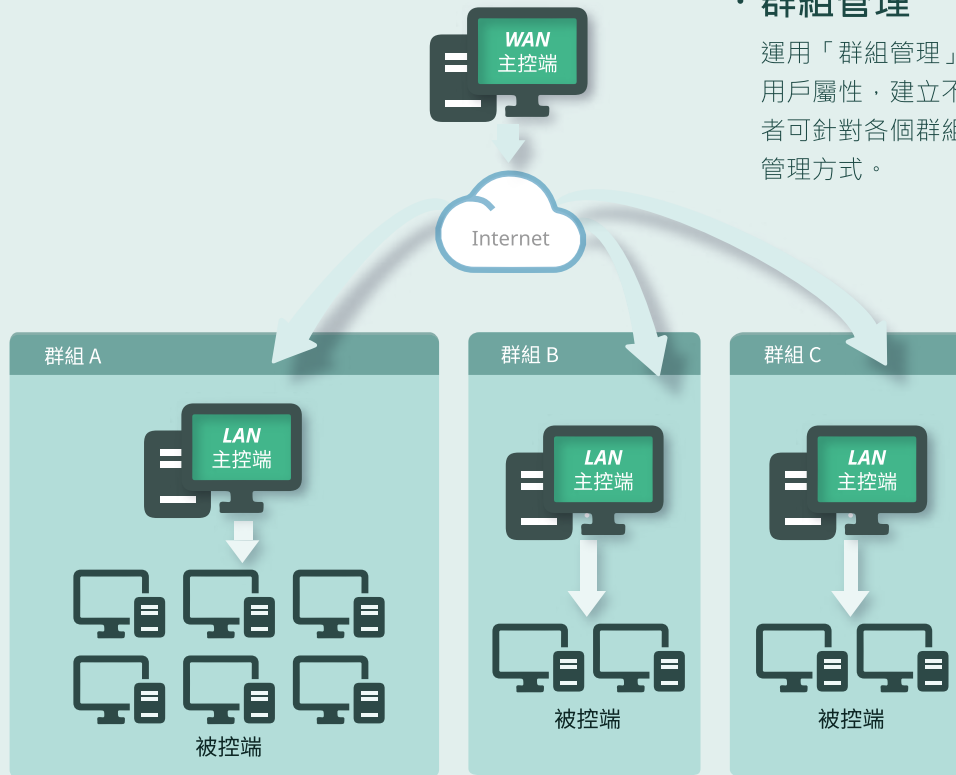 ・群組管理
運用「群組管理」
用戶屬性，建立不
者可針對各個群組
管理方式。
WAN
主控端
Internet
群組 A
LAN
主控端
被控端
群組 B
LAN
主控端
被控端
群組 C
LAN
主控端
被控端